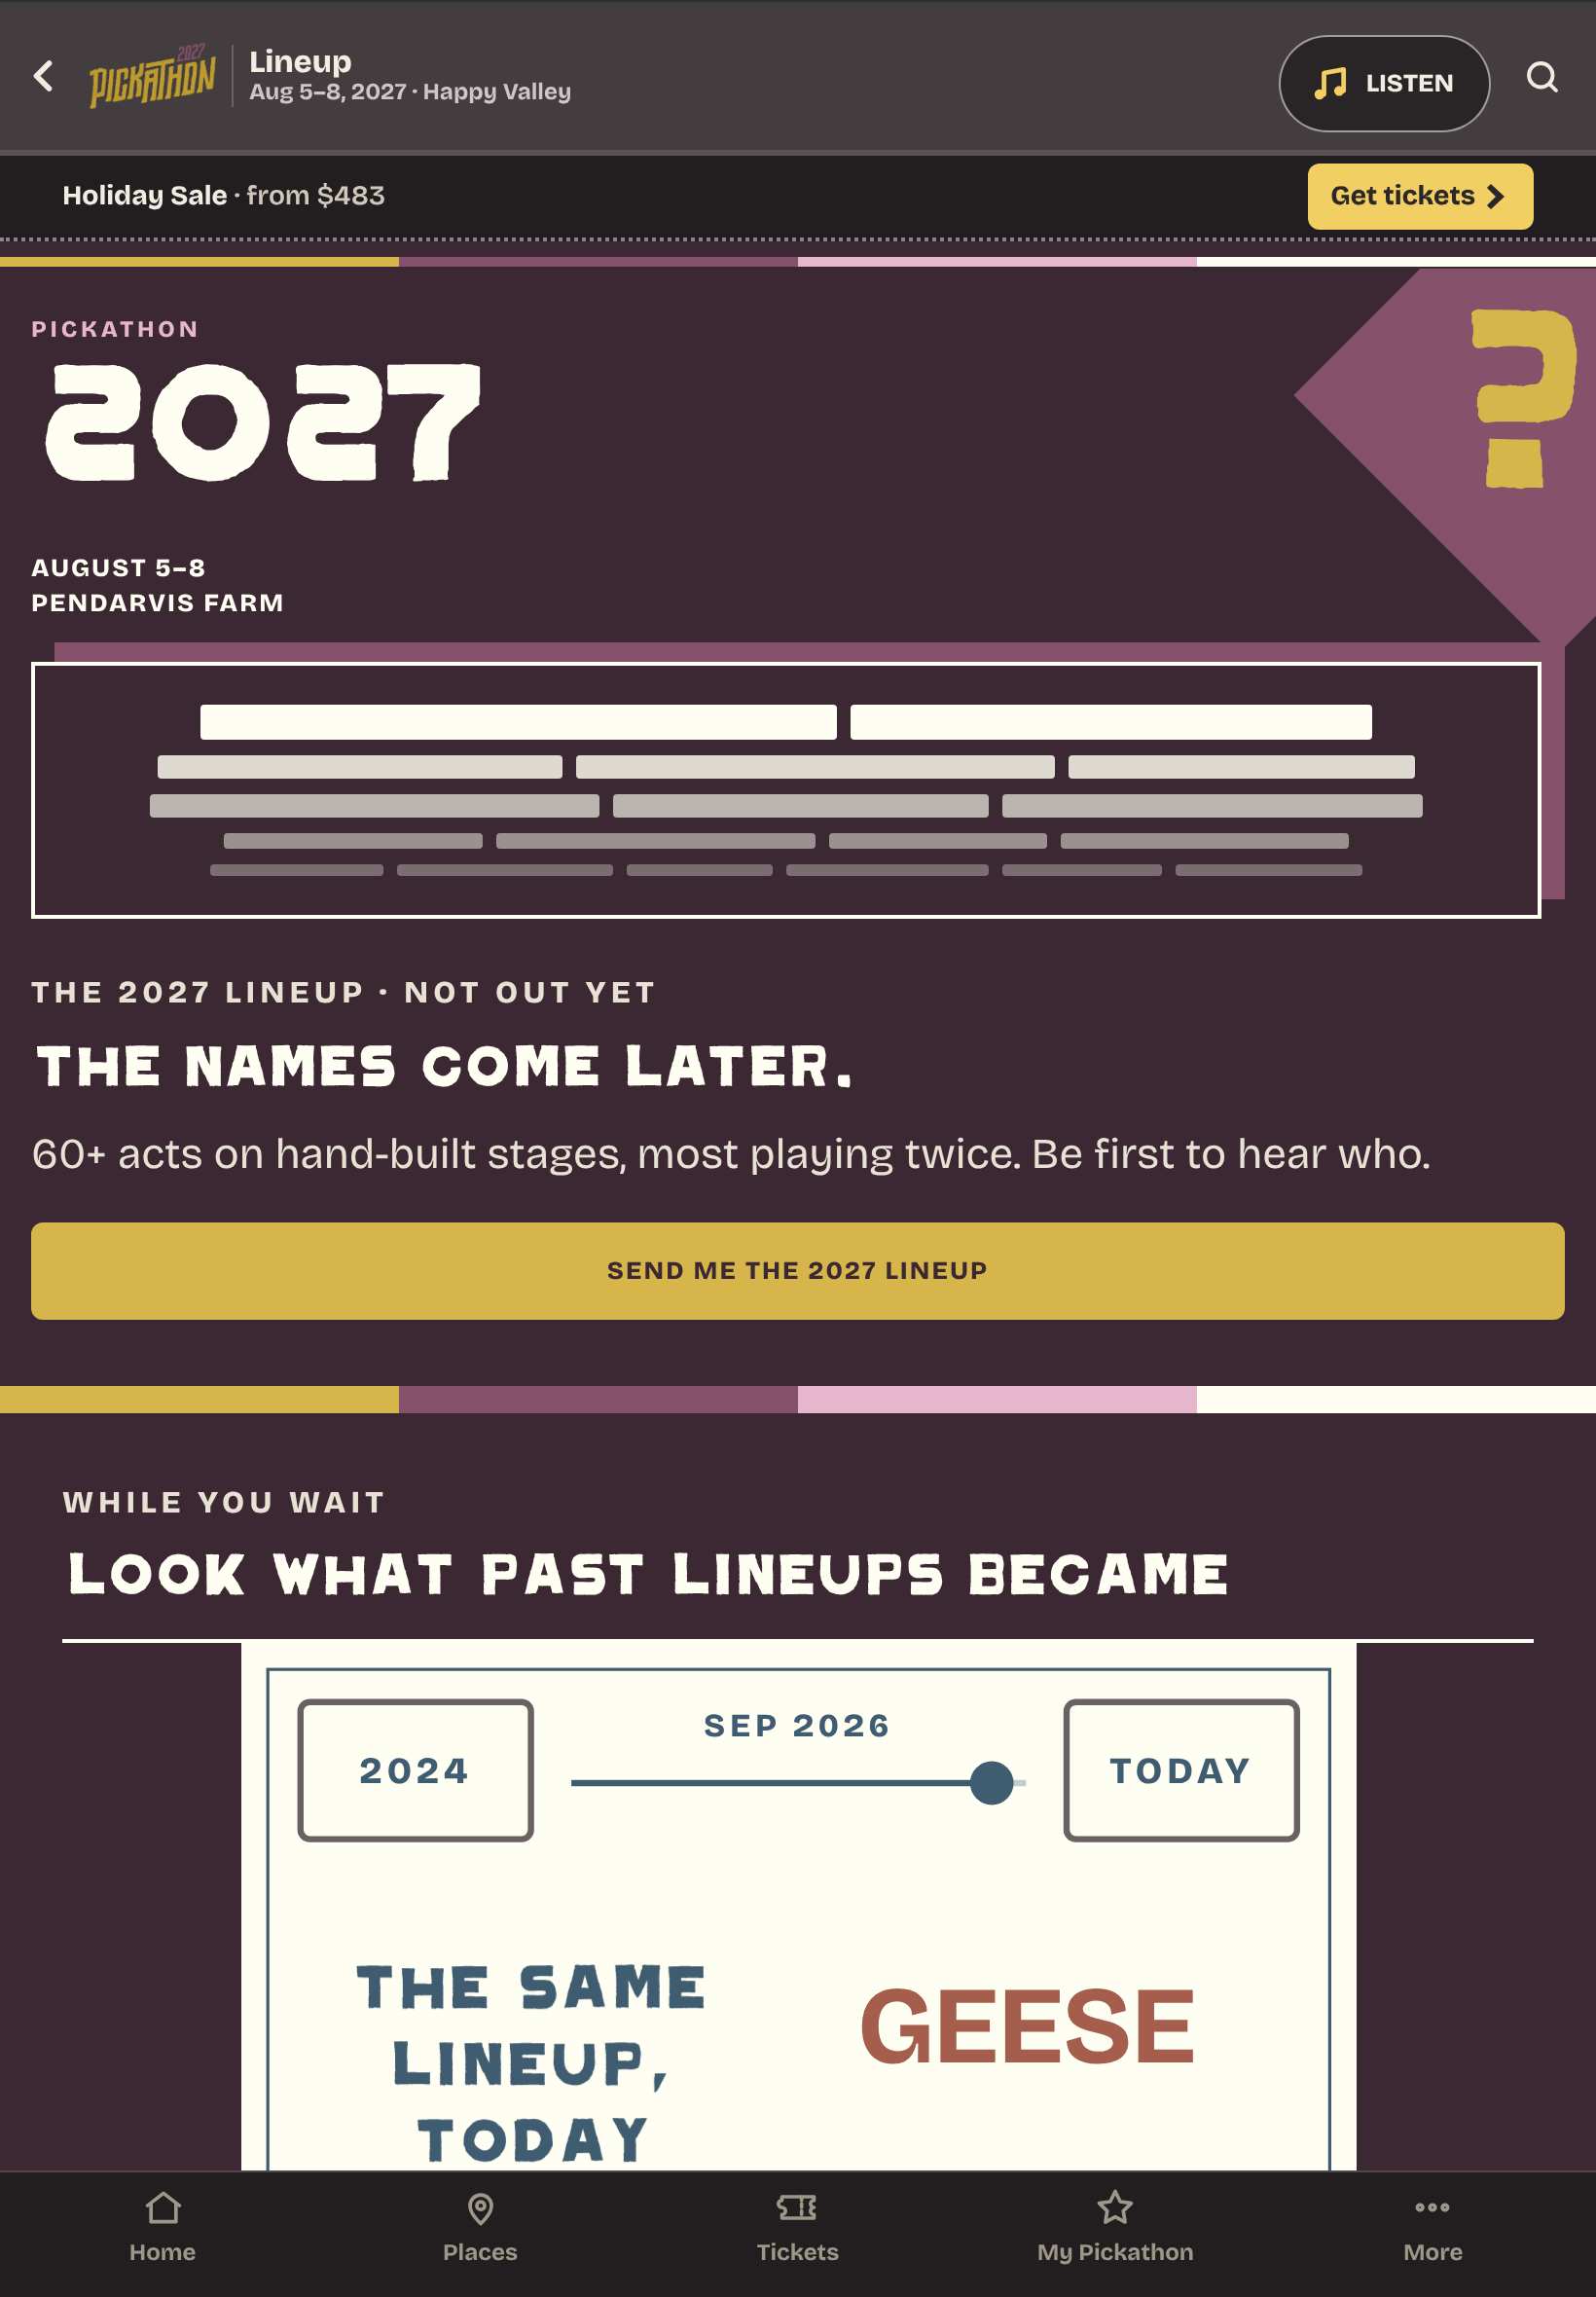 2027
PICKATHON
Lineup
Aug 5–8, 2027 · Happy Valley
LISTEN
Holiday Sale · from $483
Get tickets
PICKATHON
2027
?
AUGUST 5–8
PENDARVIS FARM
THE 2027 LINEUP · NOT OUT YET
THE NAMES COME LATER.
60+ acts on hand-built stages, most playing twice. Be first to hear who.
SEND ME THE 2027 LINEUP
WHILE YOU WAIT
LOOK WHAT PAST LINEUPS BECAME
2024
SEP 2026
TODAY
THE SAME
LINEUP,
TODAY
GEESE
Home
Places
Tickets
My Pickathon
More